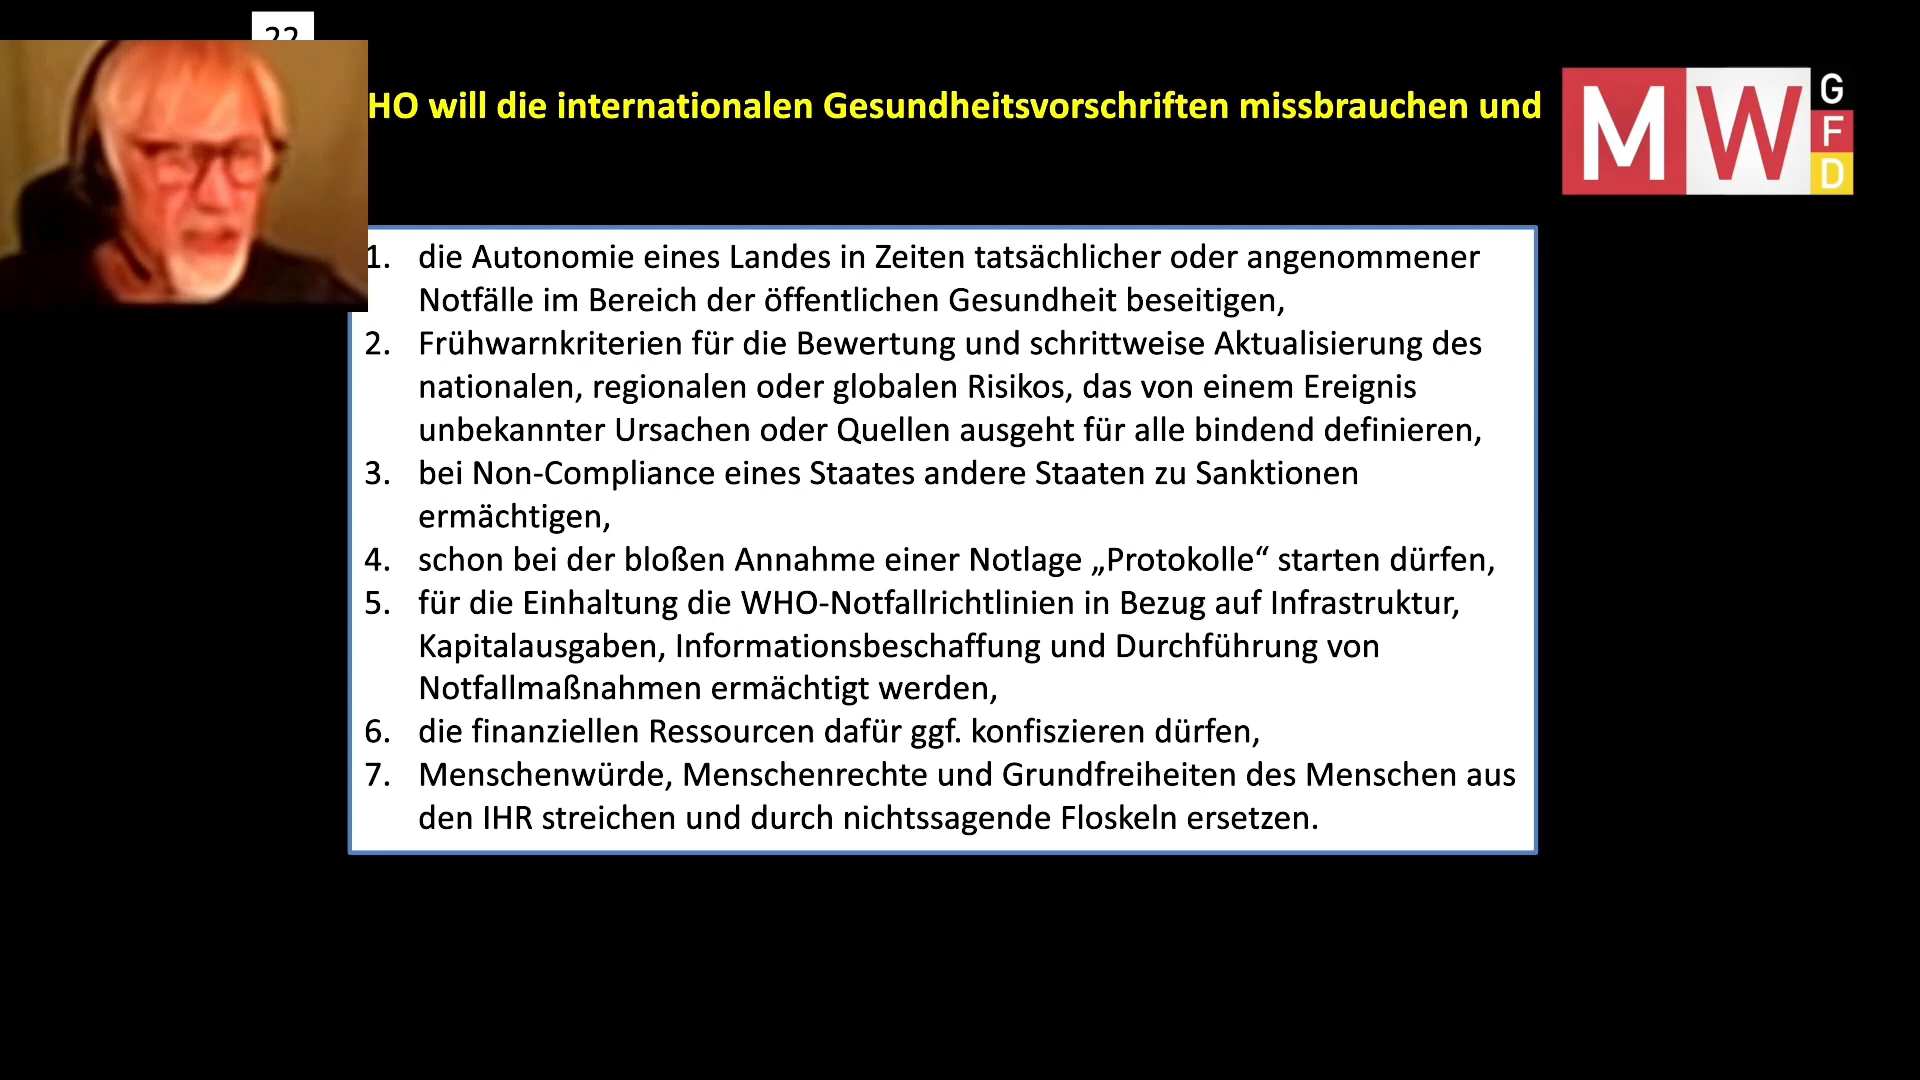 22
HO will die internationalen Gesundheitsvorschriften missbrauchen und
MW
G
F
D
1. die Autonomie eines Landes in Zeiten tatsächlicher oder angenommener
Notfälle im Bereich der öffentlichen Gesundheit beseitigen,
2. Frühwarnkriterien für die Bewertung und schrittweise Aktualisierung des
nationalen, regionalen oder globalen Risikos, das von einem Ereignis
unbekannter Ursachen oder Quellen ausgeht für alle bindend definieren,
3. bei Non-Compliance eines Staates andere Staaten zu Sanktionen
ermächtigen,
4. schon bei der bloßen Annahme einer Notlage „Protokolle“ starten dürfen,
5. für die Einhaltung die WHO-Notfallrichtlinien in Bezug auf Infrastruktur,
Kapitalausgaben, Informationsbeschaffung und Durchführung von
Notfallmaßnahmen ermächtigt werden,
6. die finanziellen Ressourcen dafür ggf. konfiszieren dürfen,
7. Menschenwürde, Menschenrechte und Grundfreiheiten des Menschen aus
den IHR streichen und durch nichtssagende Floskeln ersetzen.